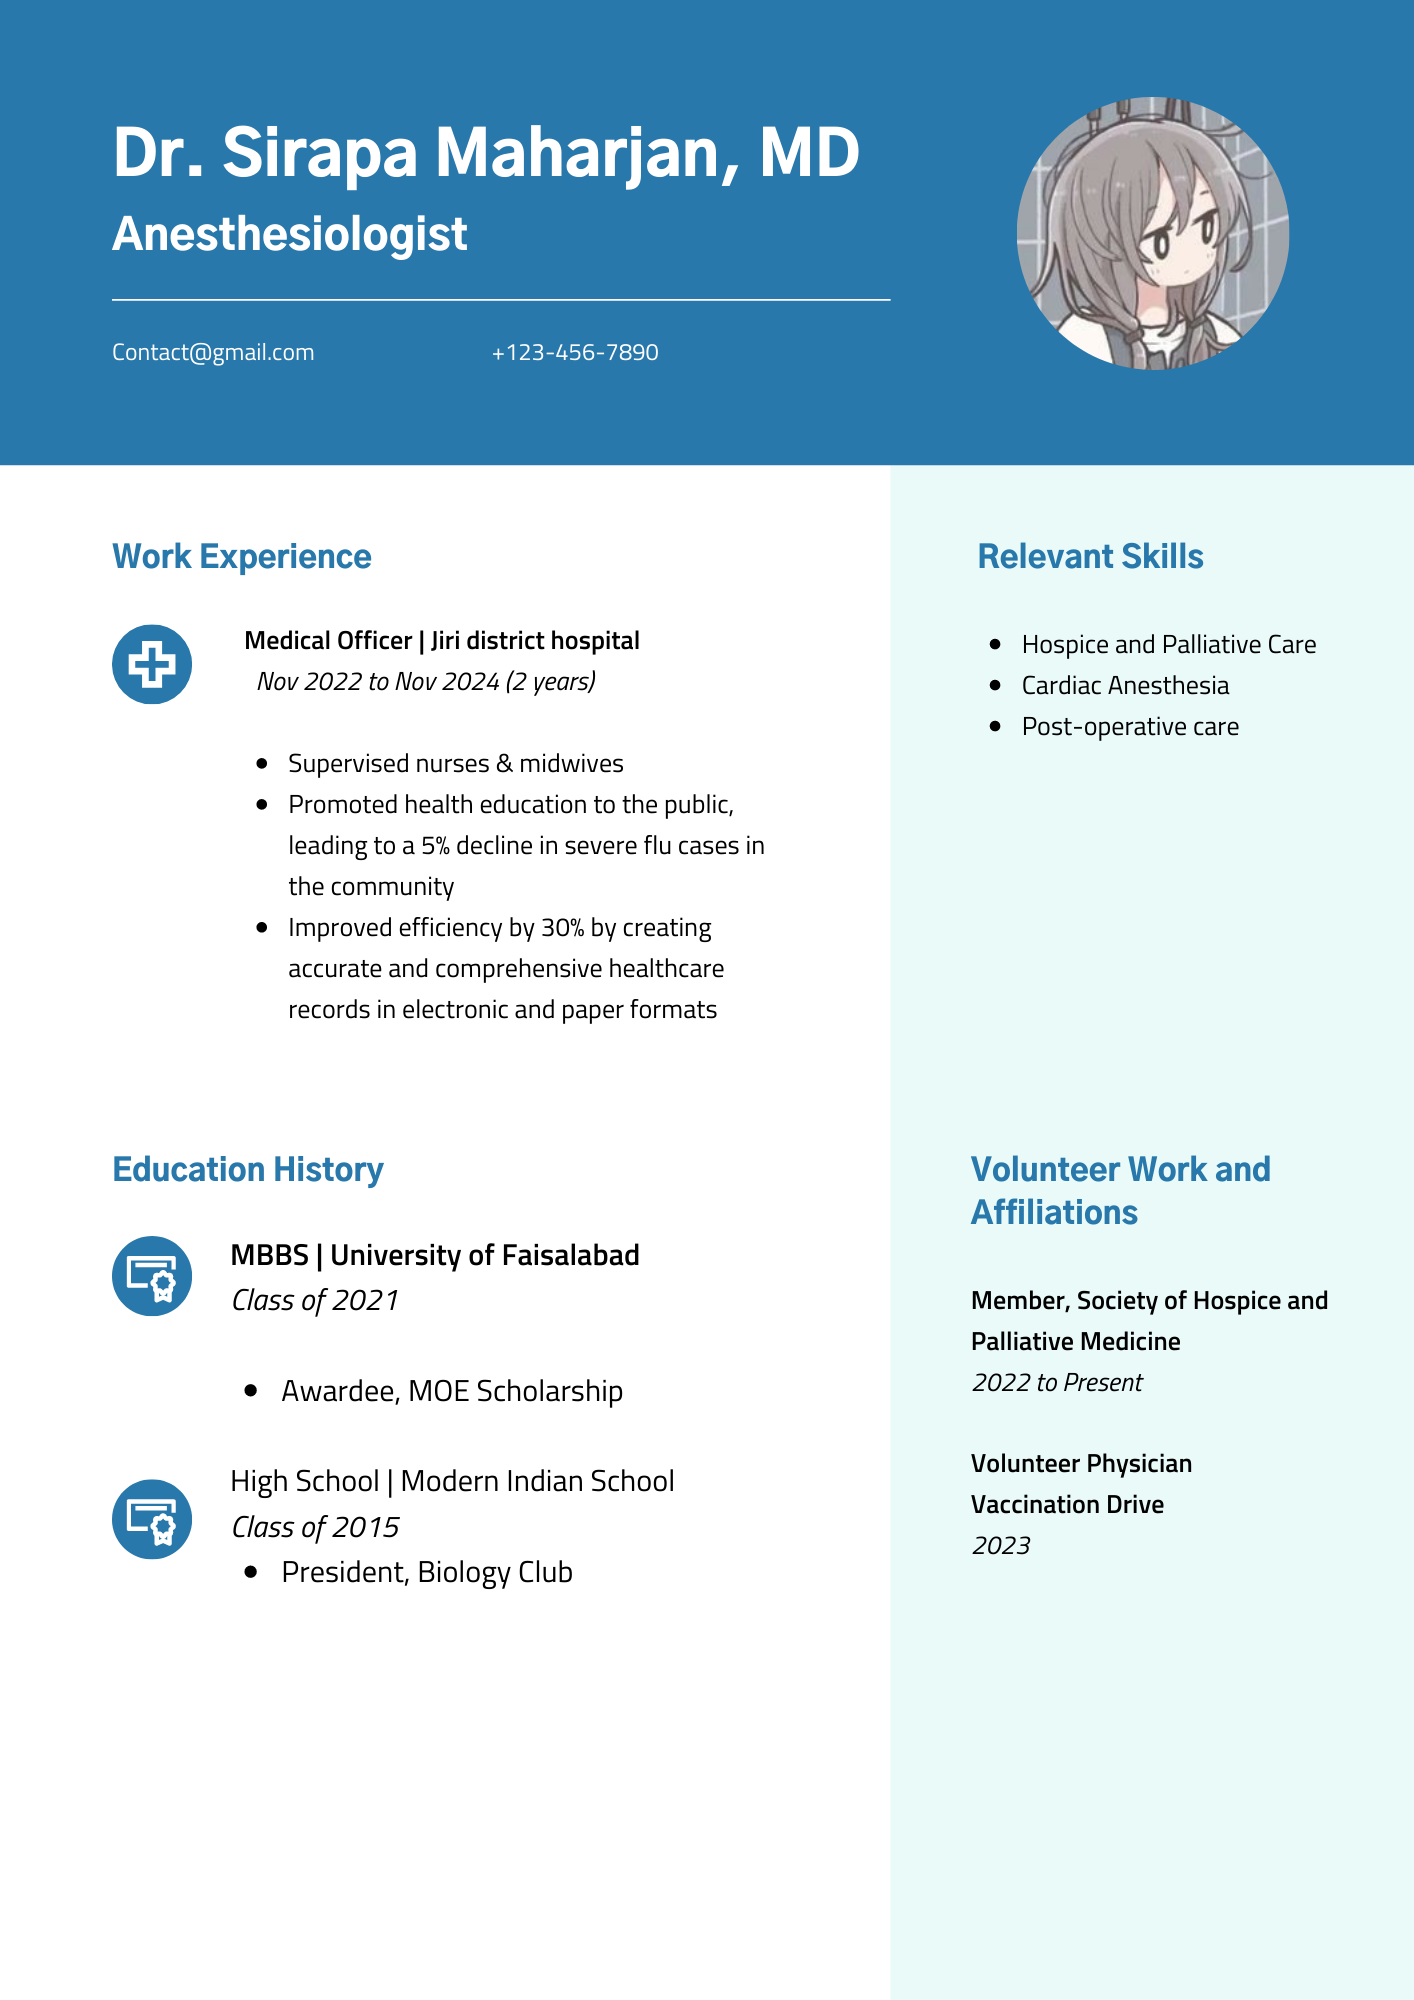 Dr. Sirapa Maharjan, MD
Anesthesiologist
Contact@gmail.com
+123-456-7890
Work Experience
Medical Officer | Jiri district hospital
Nov 2022 to Nov 2024 (2 years)
• Supervised nurses & midwives
• Promoted health education to the public,
leading to a 5% decline in severe flu cases in
the community
• Improved efficiency by 30% by creating
accurate and comprehensive healthcare
records in electronic and paper formats
Education History
MBBS | University of Faisalabad
Class of 2021
• Awardee, MOE Scholarship
High School | Modern Indian School
Class of 2015
• President, Biology Club
Relevant Skills
• Hospice and Palliative Care
• Cardiac Anesthesia
• Post-operative care
Volunteer Work and
Affiliations
Member, Society of Hospice and
Palliative Medicine
2022 to Present
Volunteer Physician
Vaccination Drive
2023